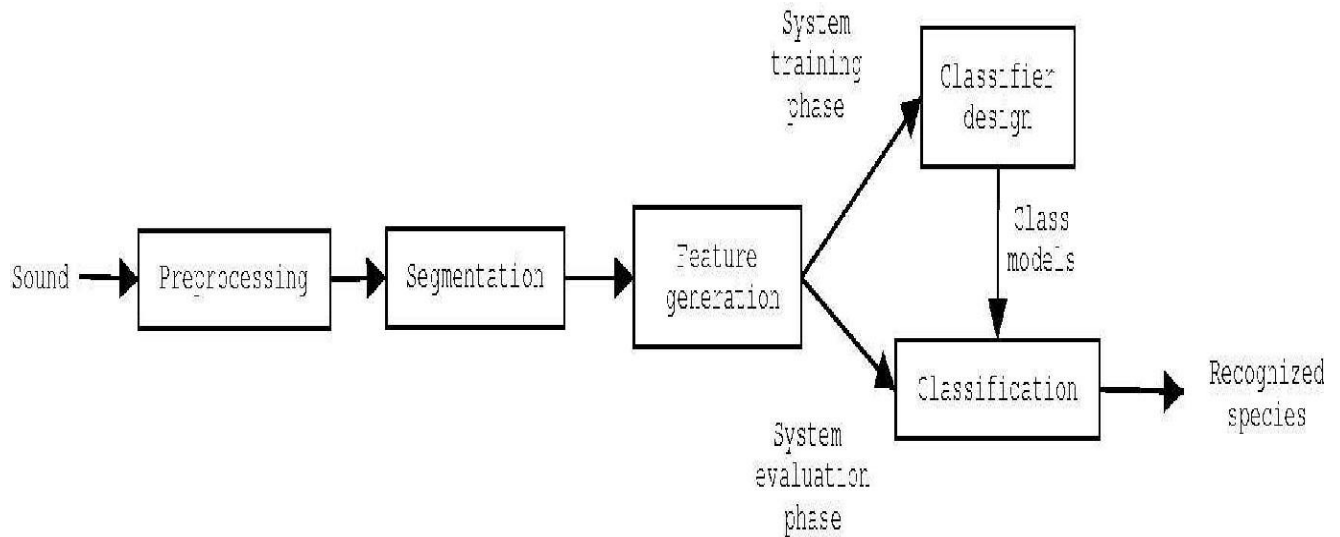 Sound
Preprocessing
Segmentation
Feature
generation
System
training
phase
Classifier
design
Class
models
Classification
System
evaluation
phase
Recognized
species